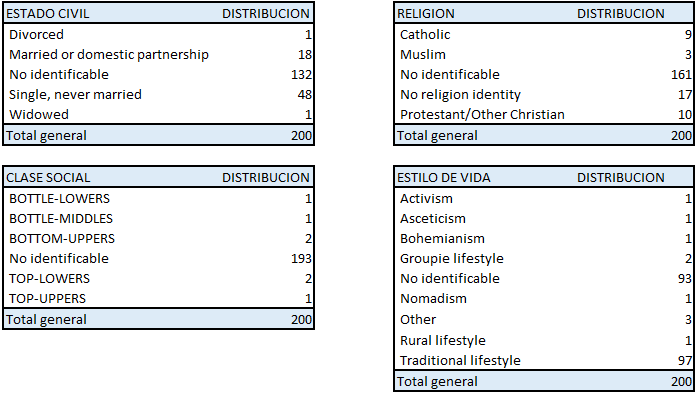 ESTADO CIVIL DISTRIBUCION
Divorced 1
Married or domestic partnership 18
No identificable 132
Single, never married 48
Widowed 1
Total general 200
RELIGION DISTRIBUCION
Catholic 9
Muslim 3
No identificable 161
No religion identity 17
Protestant/Other Christian 10
Total general 200
CLASE SOCIAL DISTRIBUCION
BOTTLE-LOWERS 1
BOTTLE-MIDDLES 1
BOTTOM-UPPERS 2
No identificable 193
TOP-LOWERS 2
TOP-UPPERS 1
Total general 200
ESTILO DE VIDA DISTRIBUCION
Activism 1
Asceticism 1
Bohemianism 1
Groupie lifestyle 2
No identificable 93
Nomadism 1
Other 3
Rural lifestyle 1
Traditional lifestyle 97
Total general 200